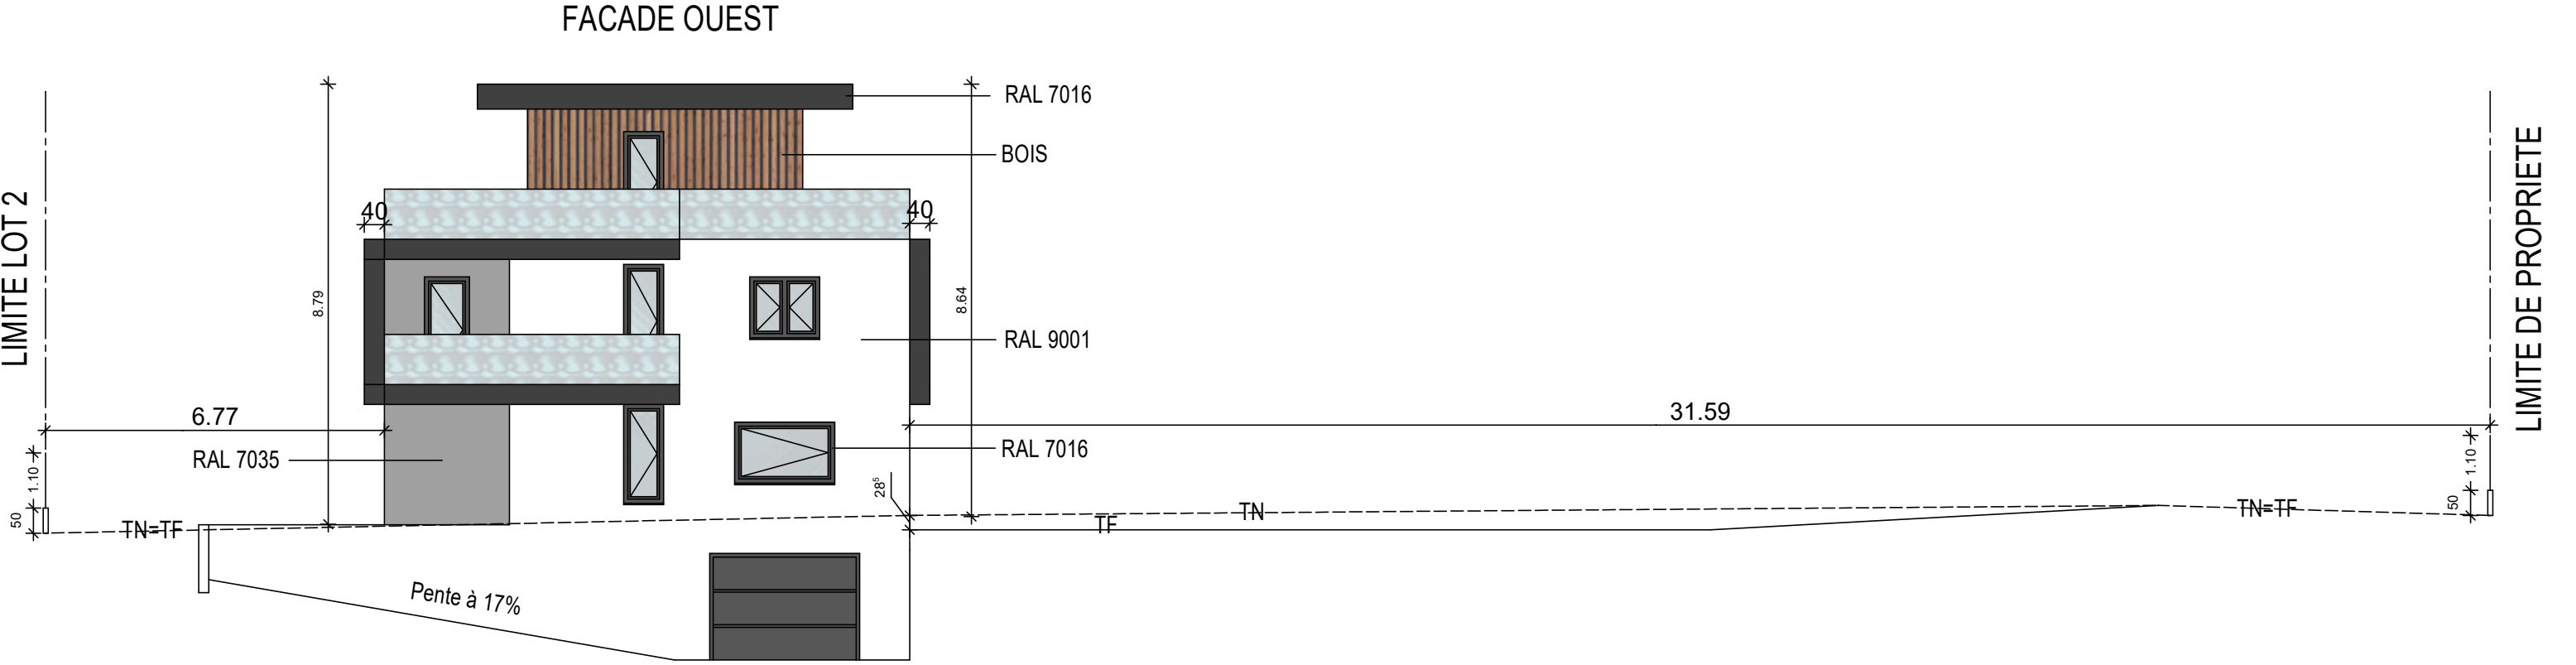 FACADE OUEST
RAL 7016
BOIS
LIMITE LOT 2
LIMITE DE PROPRIETE
40
40
8.79
8.64
RAL 9001
6.77
31.59
RAL 7035
RAL 7016
1.10
50
28⁵
1.10
50
TN=TF
TF
TN
TN=TF
Pente à 17%